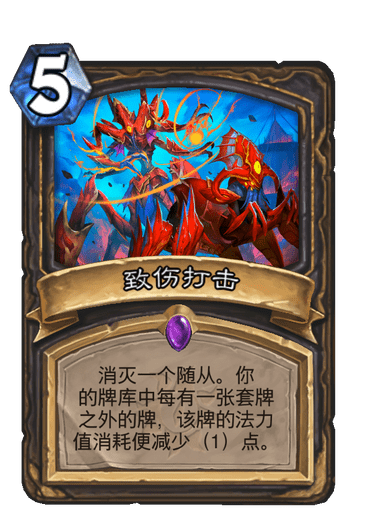 5
致伤打击
消灭一个随从。你
的牌库中每有一张套牌
之外的牌，该牌的法力
值消耗便减少（1）点。